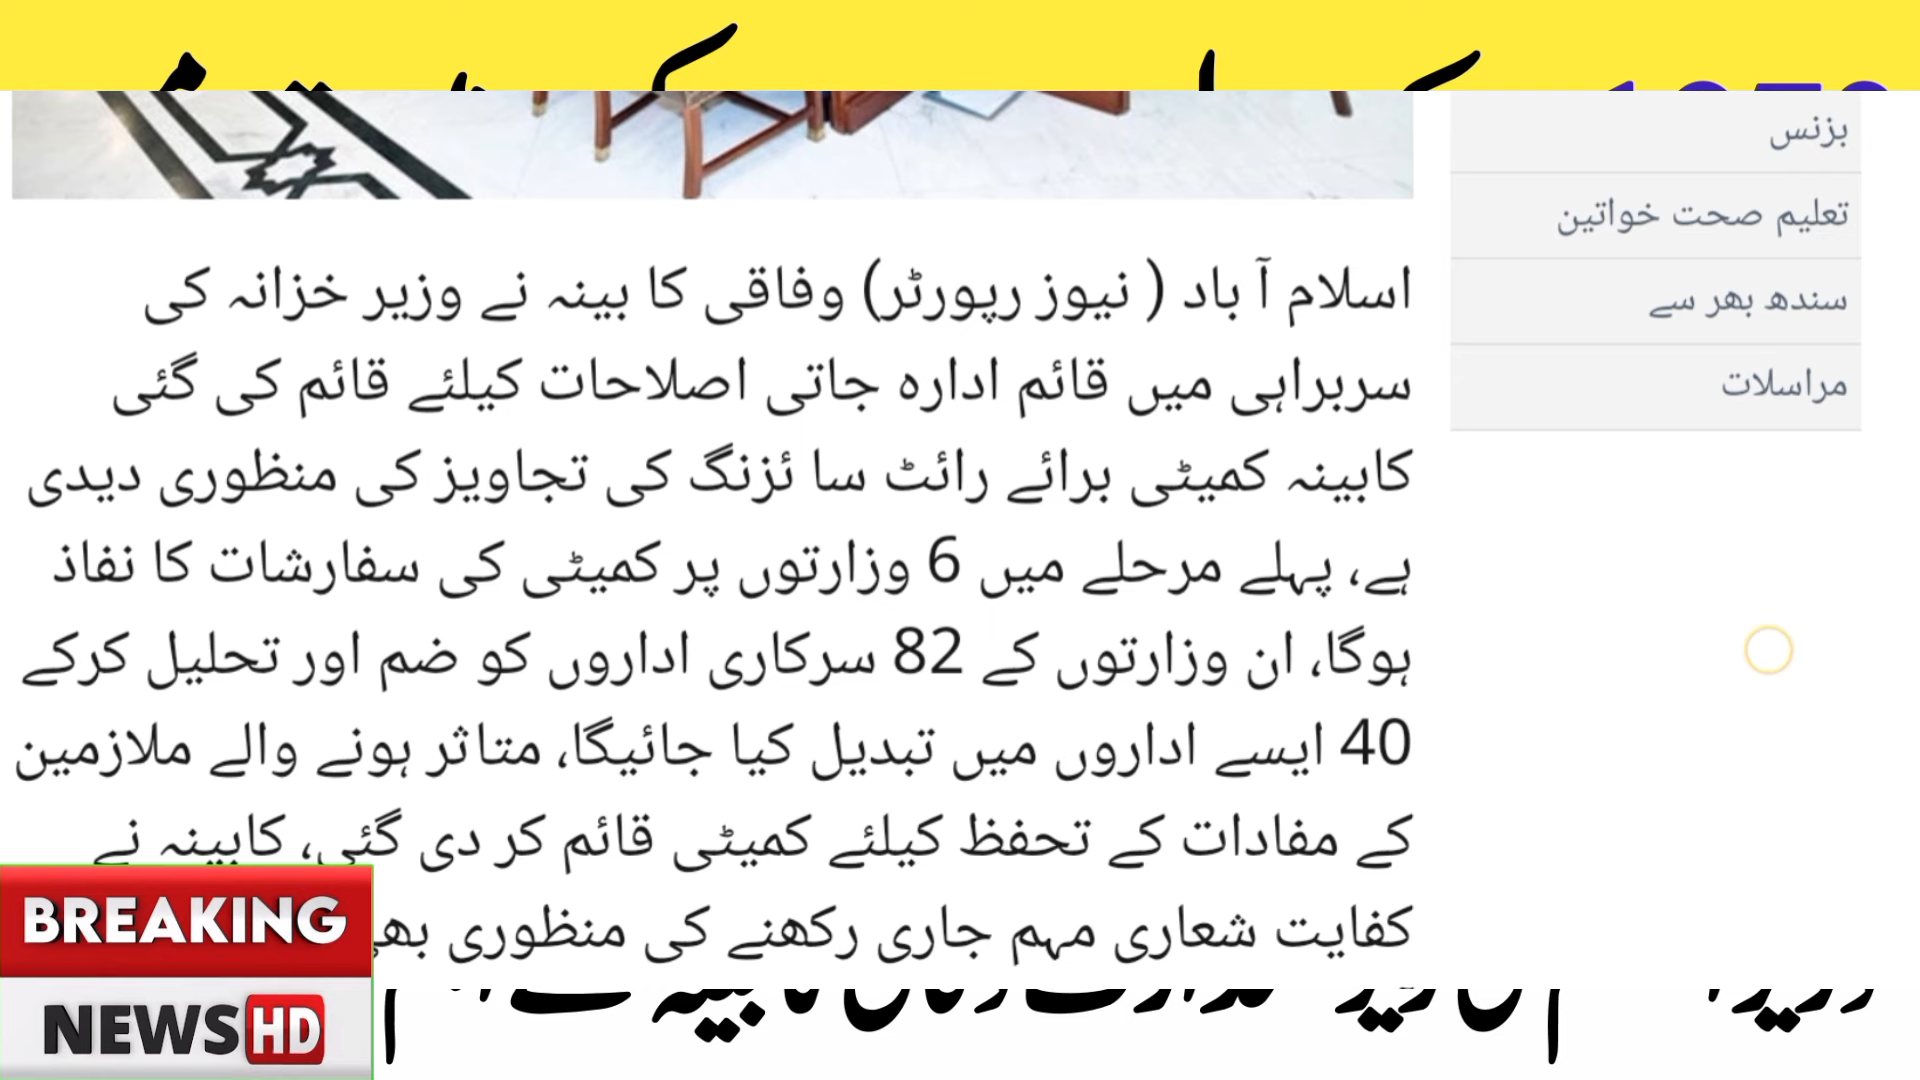 بزنس
تعلیم صحت خواتین
سندھ بھر سے
مراسلات
اسلام آ باد ( نیوز رپورٹر) وفاقی کا بینہ نے وزیر خزانہ کی
سربراہی میں قائم ادارہ جاتی اصلاحات کیلئے قائم کی گئی
کابینہ کمیٹی برائے رائٹ سا ئزنگ کی تجاویز کی منظوری دیدی
ہے، پہلے مرحلے میں 6 وزارتوں پر کمیٹی کی سفارشات کا نفاذ
ہوگا، ان وزارتوں کے 82 سرکاری اداروں کو ضم اور تحلیل کرکے
40 ایسے اداروں میں تبدیل کیا جائیگا، متاثر ہونے والے ملازمین
کے مفادات کے تحفظ کیلئے کمیٹی قائم کر دی گئی، کابینہ نے
کفایت شعاری مہم جاری رکھنے کی منظوری بھی
BREAKING
NEWS HD